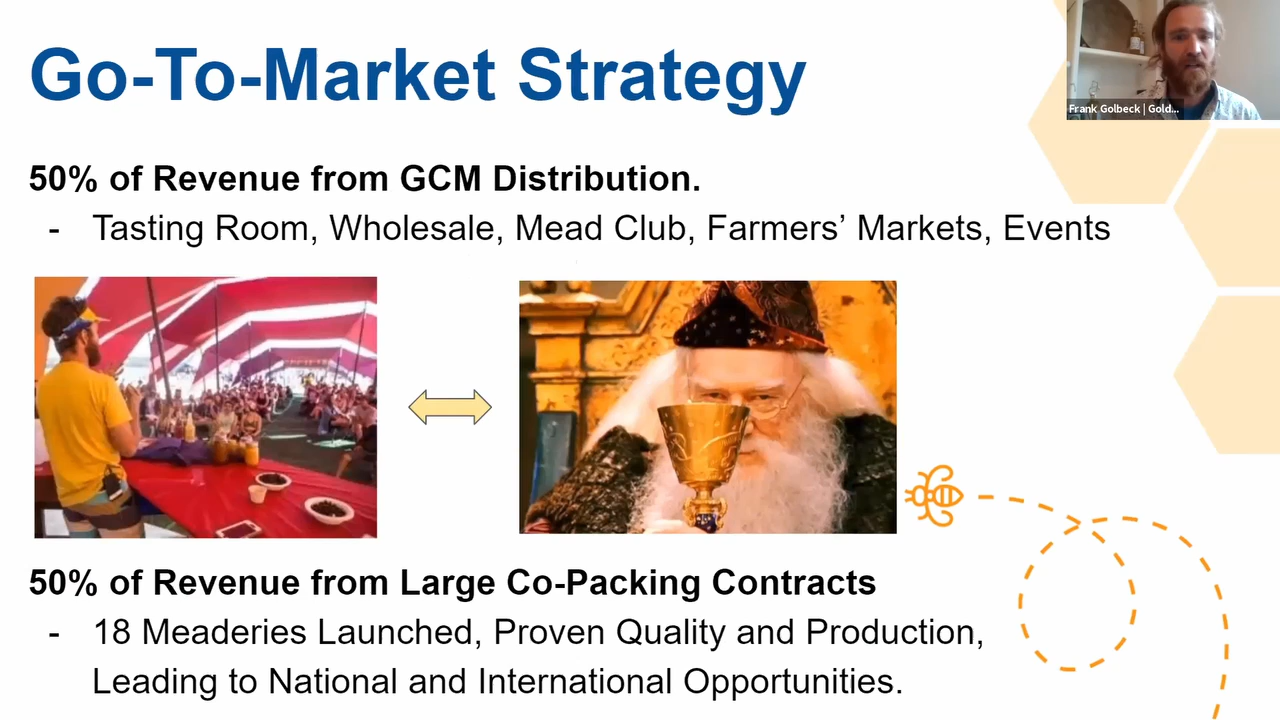 Go-To-Market Strategy
Frank Golbeck | Gold...
50% of Revenue from GCM Distribution.
- Tasting Room, Wholesale, Mead Club, Farmers’ Markets, Events
50% of Revenue from Large Co-Packing Contracts
- 18 Meaderies Launched, Proven Quality and Production,
Leading to National and International Opportunities.